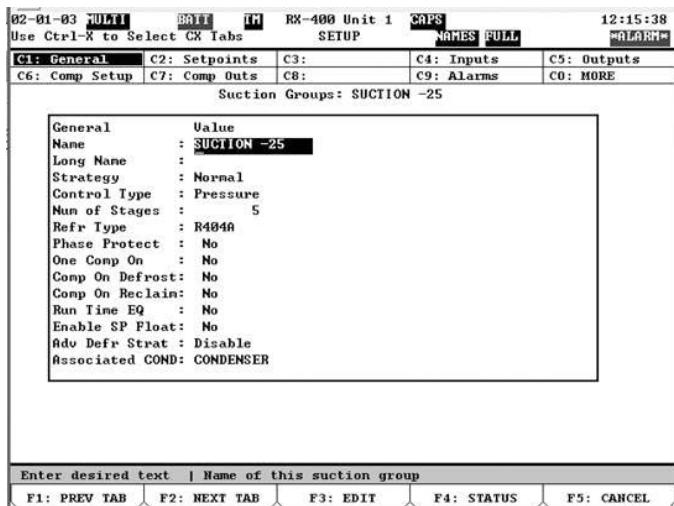 02-01-03 MULTI BATT TM RX-400 Unit 1 CAPS 12:15:38
Use Ctrl-X to Select CX Tabs SETUP NAMES FULL *ALARM*
C1: General C2: Setpoints C3: C4: Inputs C5: Outputs
C6: Comp Setup C7: Comp Outs C8: C9: Alarms C0: MORE
Suction Groups: SUCTION -25
General Value
Name : SUCTION -25
Long Name :
Strategy : Normal
Control Type : Pressure
Num of Stages : 5
Refr Type : R404A
Phase Protect : No
One Comp On : No
Comp On Defrost: No
Comp On Reclaim: No
Run Time EQ : No
Enable SP Float: No
Adv Defr Strat : Disable
Associated COND: CONDENSER
Enter desired text | Name of this suction group
F1: PREV TAB F2: NEXT TAB F3: EDIT F4: STATUS F5: CANCEL